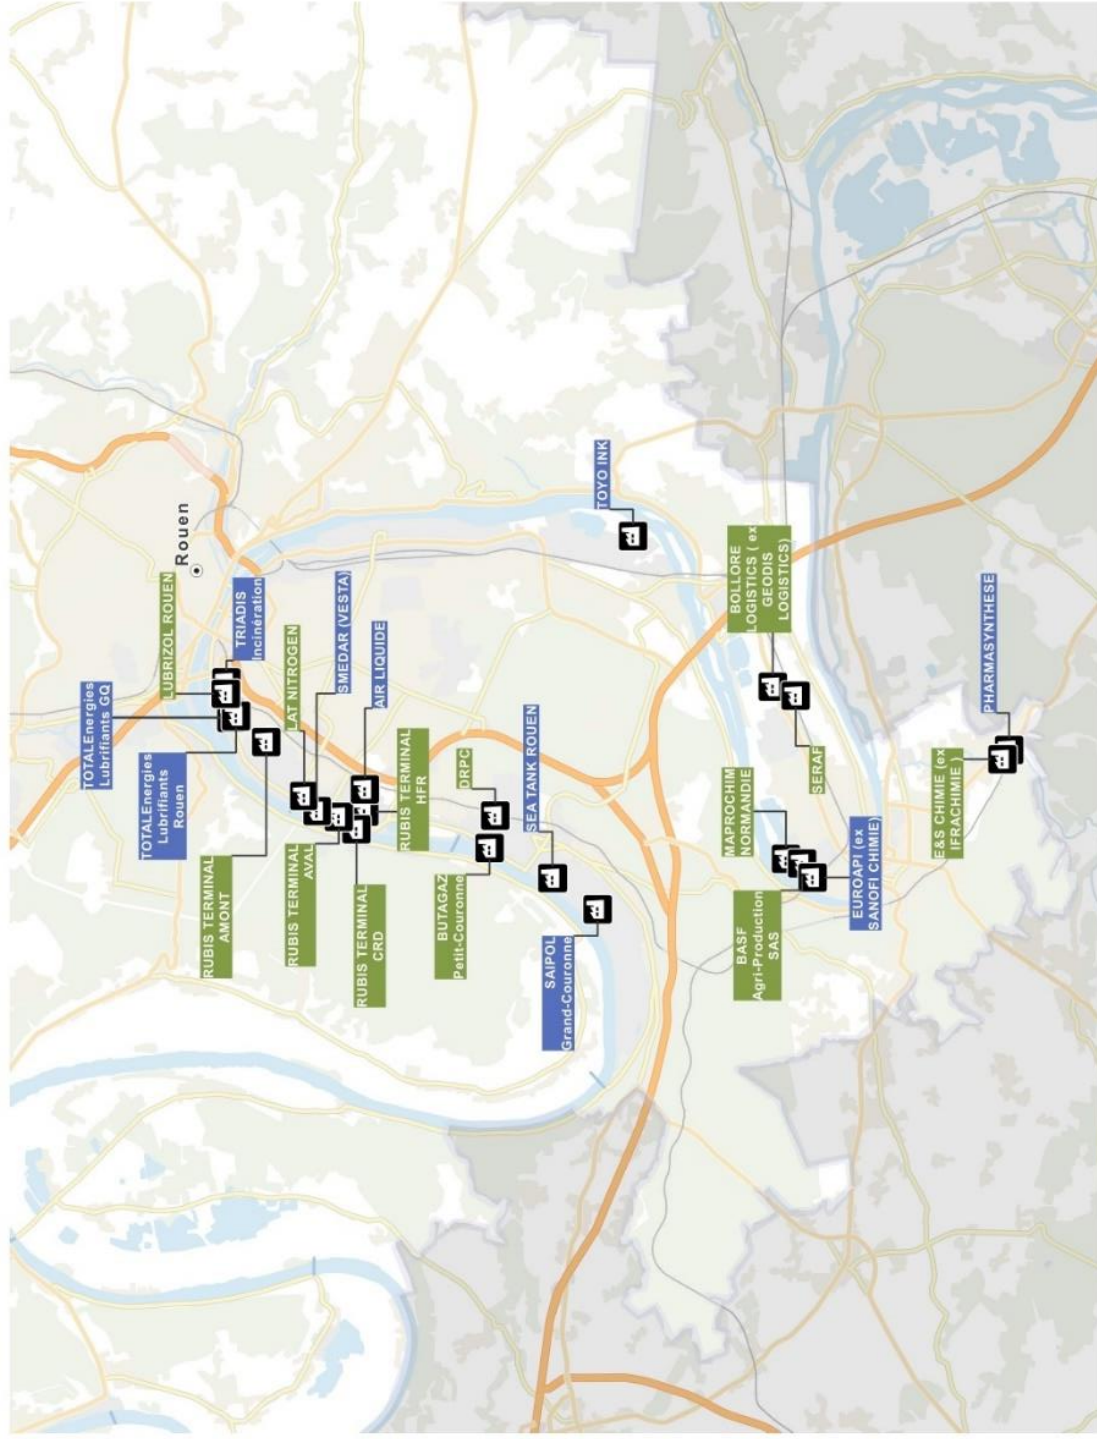 Rouen
LUBRIZOL ROUEN
TRIADIS
Incinération
TOTALEnergies
Lubrifiants GQ
TOTALEnergies
Lubrifiants
Rouen
RUBIS TERMINAL
AMONT
LAT NITROGEN
SMEDAR (VESTA)
AIR LIQUIDE
RUBIS TERMINAL
AVAL
RUBIS TERMINAL
CRD
RUBIS TERMINAL
HFR
DRPC
BUTAGAZ
Petit-Couronne
SEA TANK ROUEN
SAIPOL
Grand-Couronne
TOYO INK
BOLLORE
LOGISTICS ( ex
GEODIS
LOGISTICS)
SERAF
MAPROCHIM
NORMANDIE
BASF
Agri-Production
SAS
EUROAPI (ex
SANOFI CHIMIE)
E&S CHIMIE (ex
IFRACHIMIE )
PHARMASYNTHESE